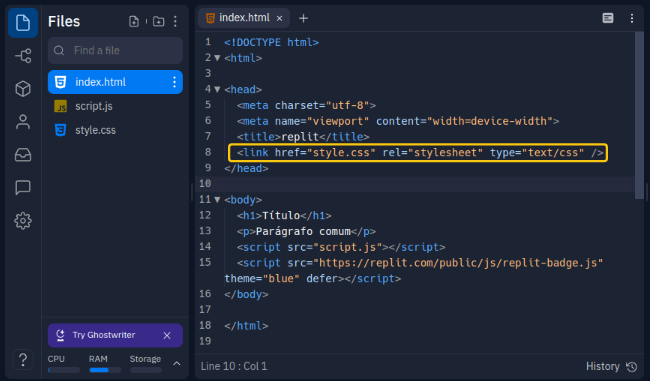 Files
Find a file
index.html
JS script.js
style.css
Try Ghostwriter
CPU RAM Storage
index.html
1 <!DOCTYPE html>
2 <html>
3
4 <head>
5 <meta charset="utf-8">
6 <meta name="viewport" content="width=device-width">
7 <title>replit</title>
8 <link href="style.css" rel="stylesheet" type="text/css" />
9 </head>
10
11 <body>
12 <h1>Título</h1>
13 <p>Parágrafo comum</p>
14 <script src="script.js"></script>
15 <script src="https://replit.com/public/js/replit-badge.js"
theme="blue" defer></script>
16 </body>
17
18 </html>
19
Line 10 : Col 1
History